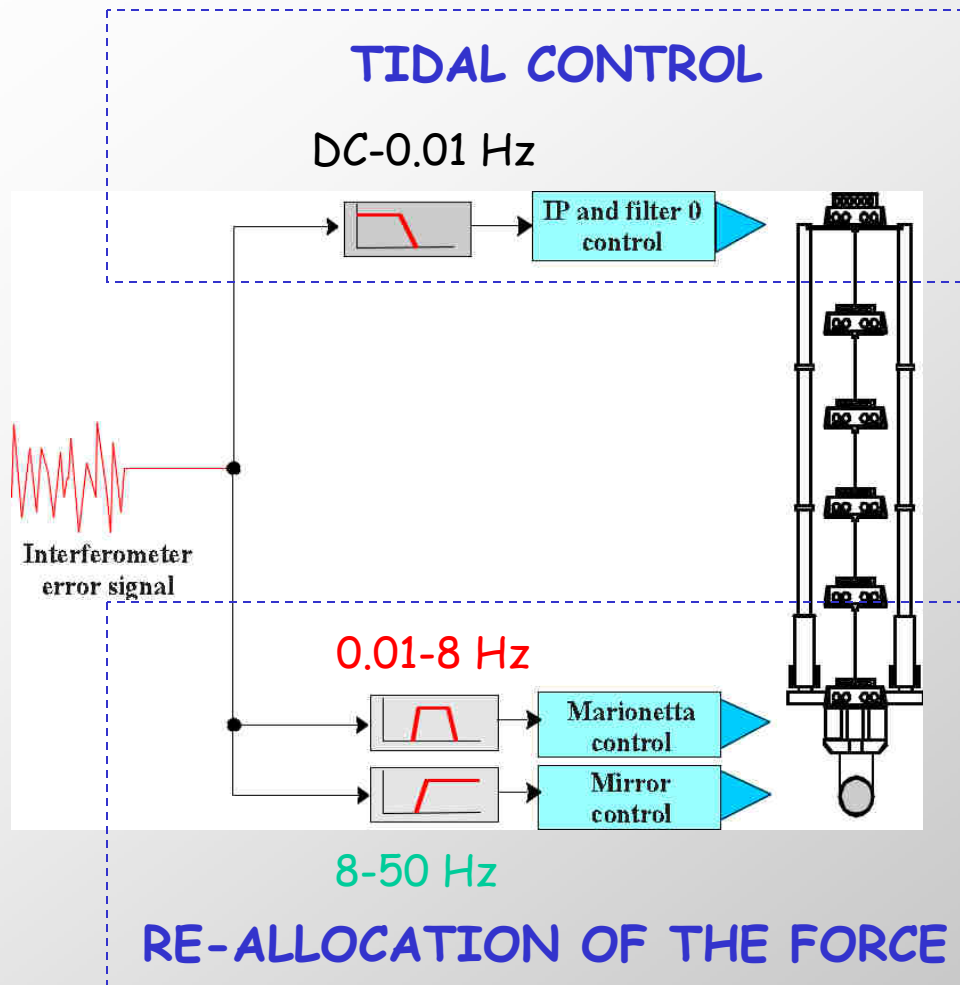 TIDAL CONTROL
DC-0.01 Hz
IP and filter 0
control
Interferometer
error signal
0.01-8 Hz
Marionetta
control
Mirror
control
8-50 Hz
RE-ALLOCATION OF THE FORCE